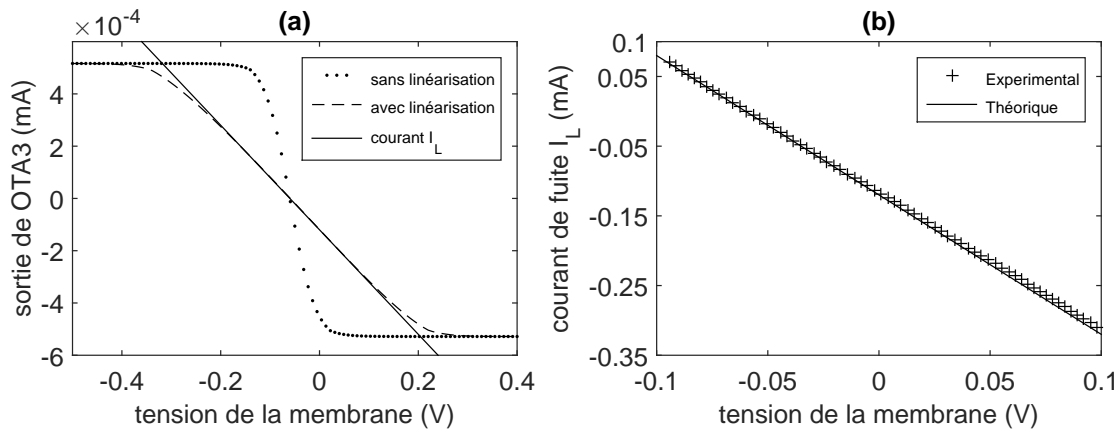 (a)
× 10-4
4
2
0
-2
-4
-6
sortie de OTA3 (mA)
sans linéarisation
avec linéarisation
courant I_L
-0.4
-0.2
0
0.2
0.4
tension de la membrane (V)
(b)
0.1
0.05
-0.05
-0.15
-0.25
-0.35
courant de fuite I_L (mA)
Experimental
Théorique
-0.1
-0.05
0
0.05
0.1
tension de la membrane (V)